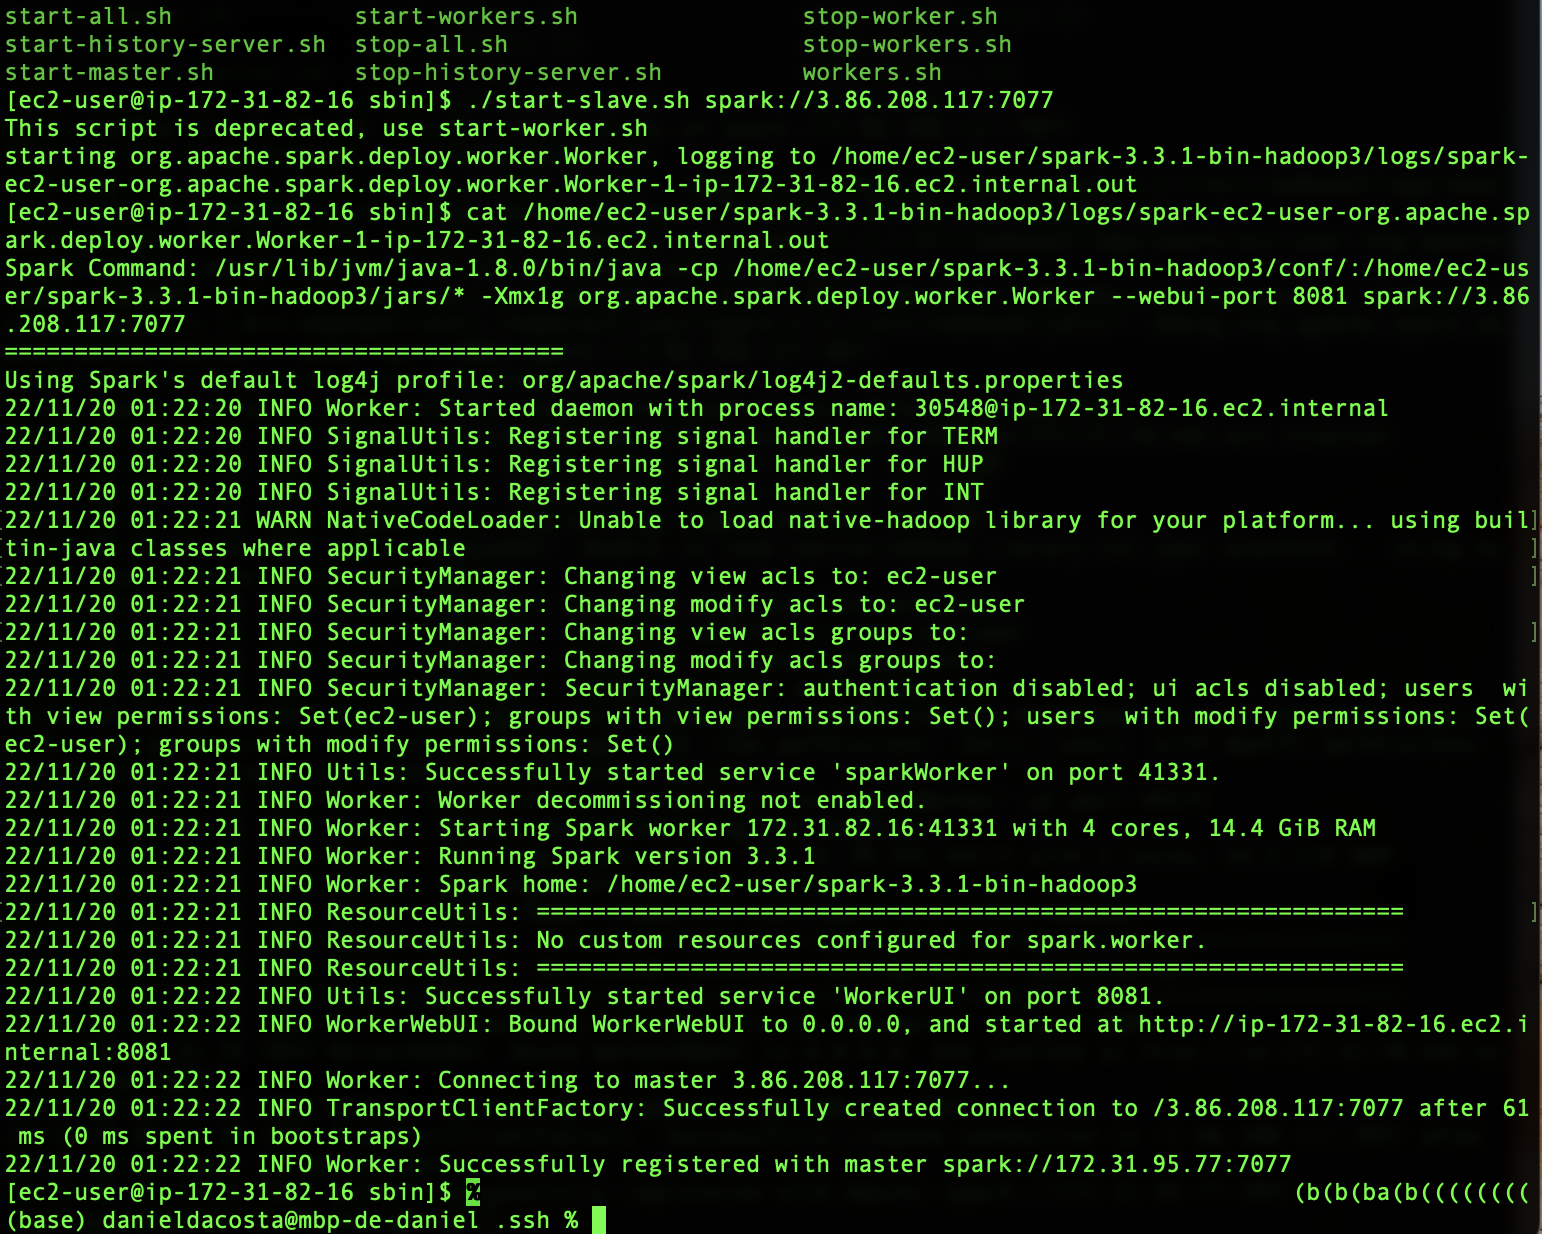 start-all.sh             start-workers.sh                stop-worker.sh
start-history-server.sh  stop-all.sh                     stop-workers.sh
start-master.sh          stop-history-server.sh          workers.sh
[ec2-user@ip-172-31-82-16 sbin]$ ./start-slave.sh spark://3.86.208.117:7077
This script is deprecated, use start-worker.sh
starting org.apache.spark.deploy.worker.Worker, logging to /home/ec2-user/spark-3.3.1-bin-hadoop3/logs/spark-
ec2-user-org.apache.spark.deploy.worker.Worker-1-ip-172-31-82-16.ec2.internal.out
[ec2-user@ip-172-31-82-16 sbin]$ cat /home/ec2-user/spark-3.3.1-bin-hadoop3/logs/spark-ec2-user-org.apache.sp
ark.deploy.worker.Worker-1-ip-172-31-82-16.ec2.internal.out
Spark Command: /usr/lib/jvm/java-1.8.0/bin/java -cp /home/ec2-user/spark-3.3.1-bin-hadoop3/conf/:/home/ec2-us
er/spark-3.3.1-bin-hadoop3/jars/* -Xmx1g org.apache.spark.deploy.worker.Worker --webui-port 8081 spark://3.86
.208.117:7077
========================================
Using Spark's default log4j profile: org/apache/spark/log4j2-defaults.properties
22/11/20 01:22:20 INFO Worker: Started daemon with process name: 30548@ip-172-31-82-16.ec2.internal
22/11/20 01:22:20 INFO SignalUtils: Registering signal handler for TERM
22/11/20 01:22:20 INFO SignalUtils: Registering signal handler for HUP
22/11/20 01:22:20 INFO SignalUtils: Registering signal handler for INT
[22/11/20 01:22:21 WARN NativeCodeLoader: Unable to load native-hadoop library for your platform... using buil]
[tin-java classes where applicable ]
[22/11/20 01:22:21 INFO SecurityManager: Changing view acls to: ec2-user ]
22/11/20 01:22:21 INFO SecurityManager: Changing modify acls to: ec2-user
[22/11/20 01:22:21 INFO SecurityManager: Changing view acls groups to: ]
22/11/20 01:22:21 INFO SecurityManager: Changing modify acls groups to:
22/11/20 01:22:21 INFO SecurityManager: SecurityManager: authentication disabled; ui acls disabled; users  wi
th view permissions: Set(ec2-user); groups with view permissions: Set(); users  with modify permissions: Set(
ec2-user); groups with modify permissions: Set()
22/11/20 01:22:21 INFO Utils: Successfully started service 'sparkWorker' on port 41331.
22/11/20 01:22:21 INFO Worker: Worker decommissioning not enabled.
22/11/20 01:22:21 INFO Worker: Starting Spark worker 172.31.82.16:41331 with 4 cores, 14.4 GiB RAM
22/11/20 01:22:21 INFO Worker: Running Spark version 3.3.1
22/11/20 01:22:21 INFO Worker: Spark home: /home/ec2-user/spark-3.3.1-bin-hadoop3
[22/11/20 01:22:21 INFO ResourceUtils: ============================================================== ]
22/11/20 01:22:21 INFO ResourceUtils: No custom resources configured for spark.worker.
22/11/20 01:22:21 INFO ResourceUtils: ==============================================================
22/11/20 01:22:22 INFO Utils: Successfully started service 'WorkerUI' on port 8081.
22/11/20 01:22:22 INFO WorkerWebUI: Bound WorkerWebUI to 0.0.0.0, and started at http://ip-172-31-82-16.ec2.i
nternal:8081
22/11/20 01:22:22 INFO Worker: Connecting to master 3.86.208.117:7077...
22/11/20 01:22:22 INFO TransportClientFactory: Successfully created connection to /3.86.208.117:7077 after 61
 ms (0 ms spent in bootstraps)
22/11/20 01:22:22 INFO Worker: Successfully registered with master spark://172.31.95.77:7077
[ec2-user@ip-172-31-82-16 sbin]$ % (b(b(ba(b((((((((
(base) danieldacosta@mbp-de-daniel .ssh %